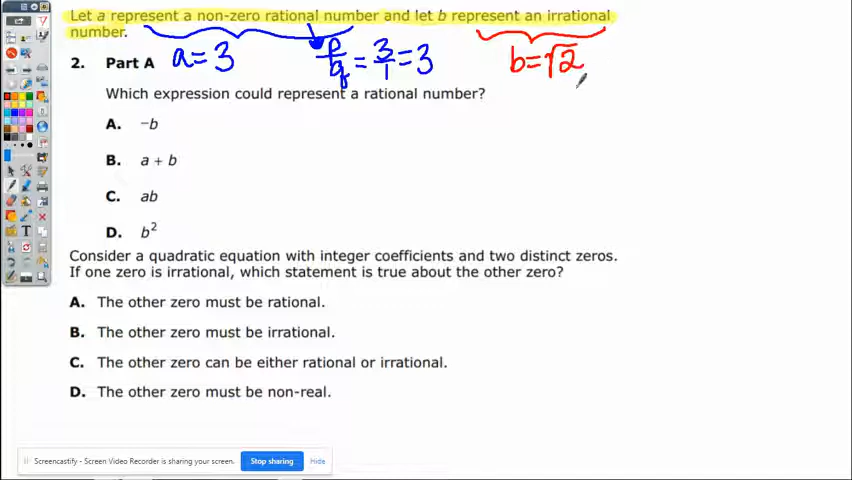 Let a represent a non-zero rational number and let b represent an irrational
number.
a = 3
p/q = 3/1 = 3
b = √2
2. Part A
Which expression could represent a rational number?
A. −b
B. a + b
C. ab
D. b²
Consider a quadratic equation with integer coefficients and two distinct zeros.
If one zero is irrational, which statement is true about the other zero?
A. The other zero must be rational.
B. The other zero must be irrational.
C. The other zero can be either rational or irrational.
D. The other zero must be non-real.
Screencastify - Screen Video Recorder is sharing your screen. Stop sharing Hide